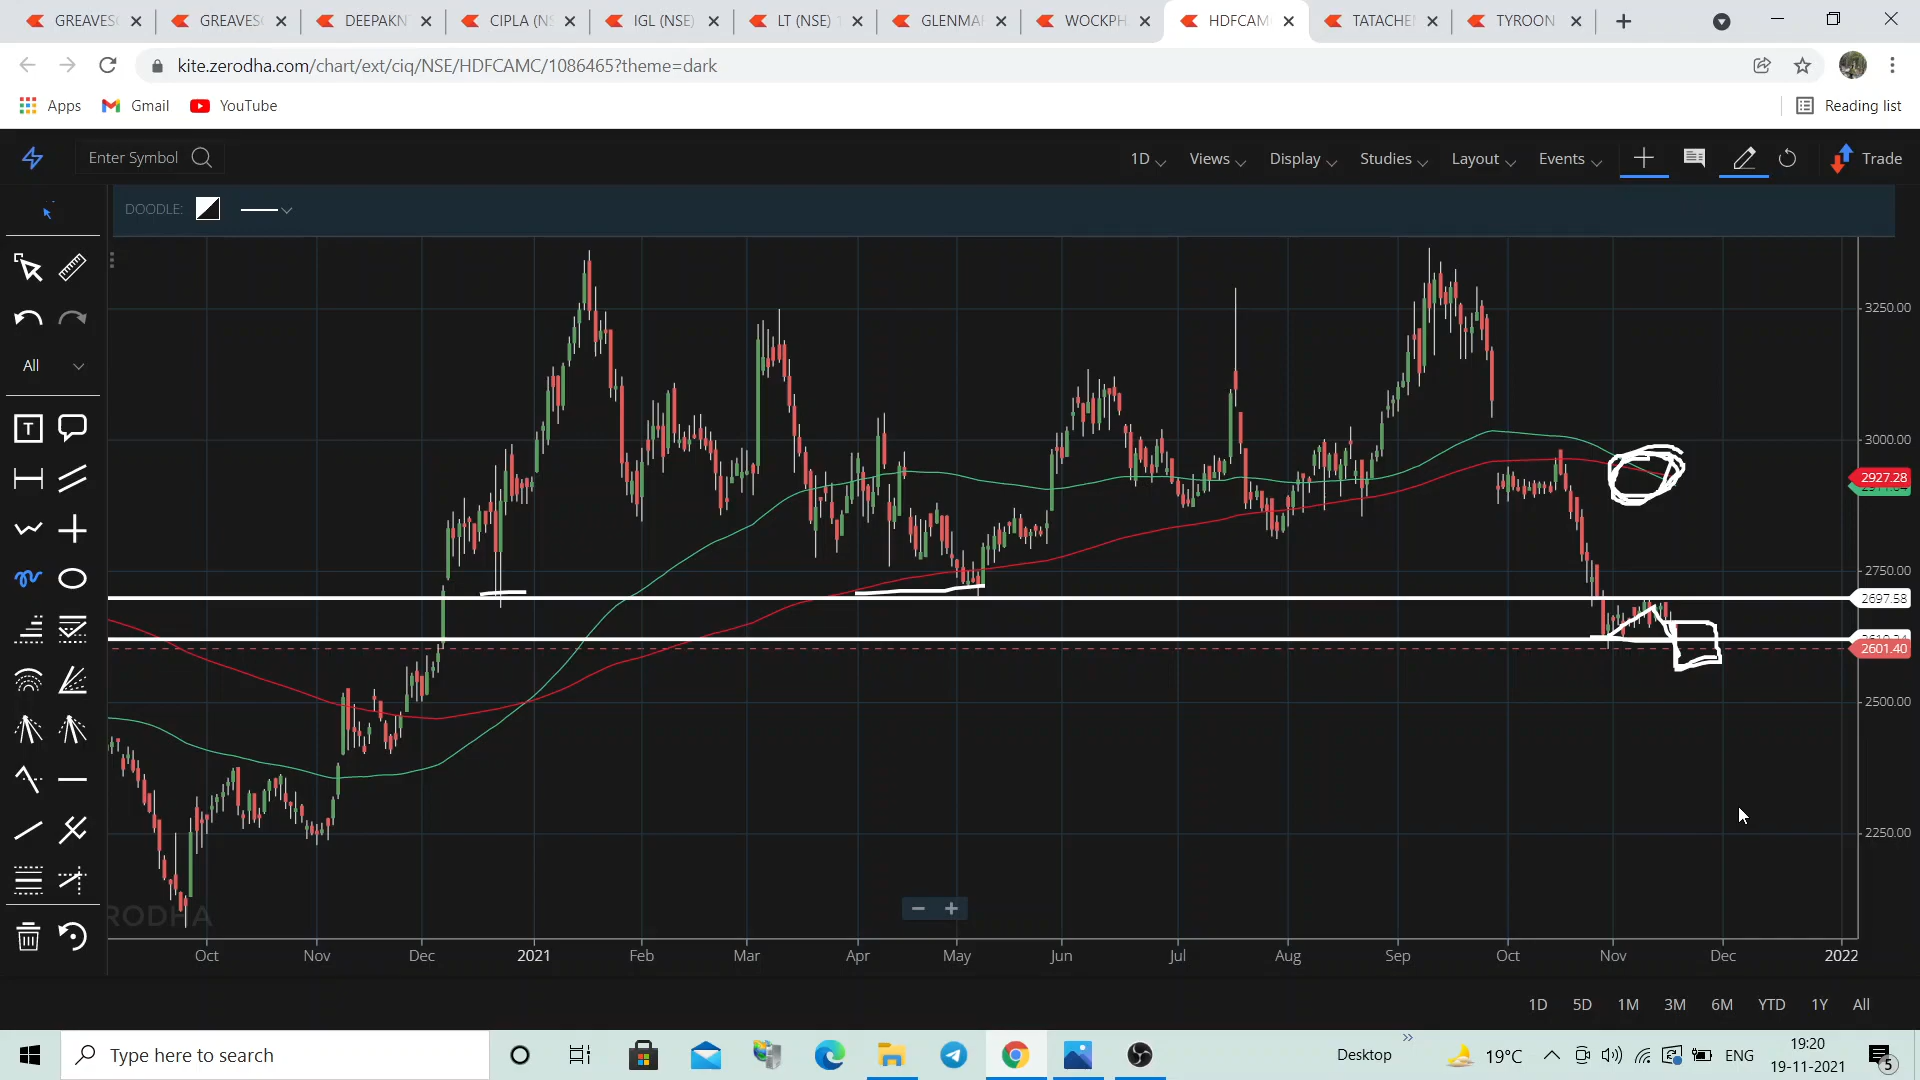 GREAVES
GREAVES
DEEPAKN
CIPLA (NS
IGL (NSE)
LT (NSE)
GLENMA
WOCKPH
HDFCAM
TATACHE
TYROON
kite.zerodha.com/chart/ext/ciq/NSE/HDFCAMC/1086465?theme=dark
Apps
Gmail
YouTube
Reading list
Enter Symbol
1D
Views
Display
Studies
Layout
Events
Trade
DOODLE:
All
T
3250.00
3000.00
2927.28
2750.00
2697.58
2601.40
2500.00
2250.00
RODHA
Oct
Nov
Dec
2021
Feb
Mar
Apr
May
Jun
Jul
Aug
Sep
Oct
Nov
Dec
2022
1D 5D 1M 3M 6M YTD 1Y All
Type here to search
Desktop
19°C
ENG
19:20
19-11-2021
5